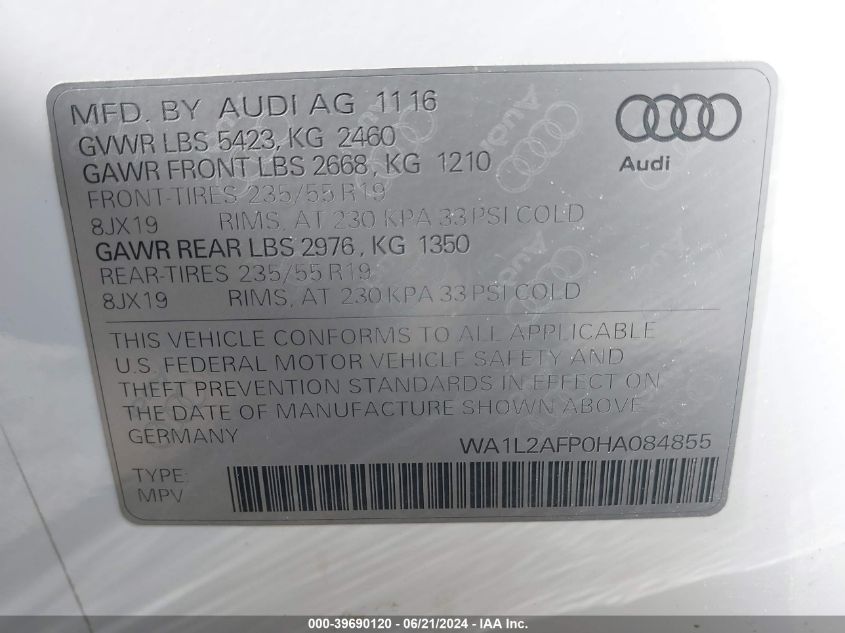 MFD. BY AUDI AG 11 16
GVWR LBS 5423, KG 2460
GAWR FRONT LBS 2668, KG 1210
FRONT-TIRES 235/55 R19
8JX19 RIMS, AT 230 KPA 33 PSI COLD
GAWR REAR LBS 2976, KG 1350
REAR-TIRES 235/55 R19
8JX19 RIMS, AT 230 KPA 33 PSI COLD
Audi
THIS VEHICLE CONFORMS TO ALL APPLICABLE
U.S. FEDERAL MOTOR VEHICLE SAFETY AND
THEFT PREVENTION STANDARDS IN EFFECT ON
THE DATE OF MANUFACTURE SHOWN ABOVE
GERMANY WA1L2AFP0HA084855
TYPE:
MPV
000-39690120 - 06/21/2024 - IAA Inc.